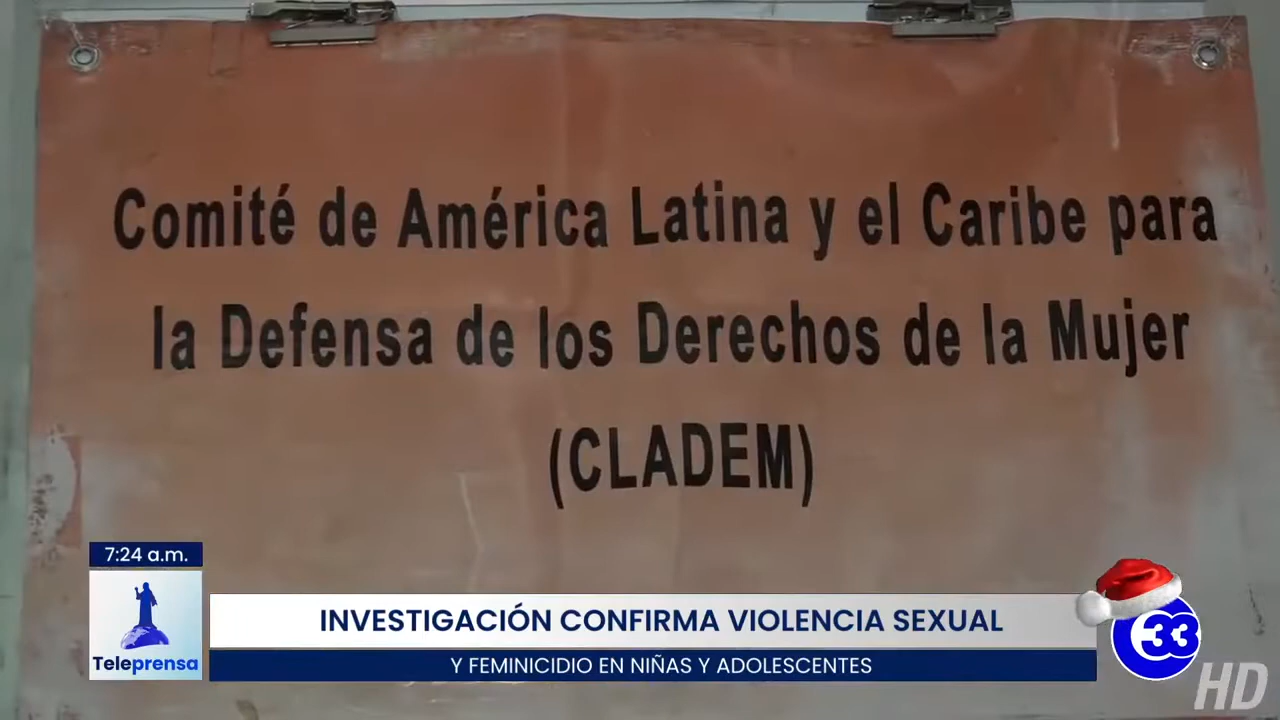 Comité de América Latina y el Caribe para
la Defensa de los Derechos de la Mujer
(CLADEM)
7:24 a.m.
Teleprensa
INVESTIGACIÓN CONFIRMA VIOLENCIA SEXUAL
Y FEMINICIDIO EN NIÑAS Y ADOLESCENTES
33
HD